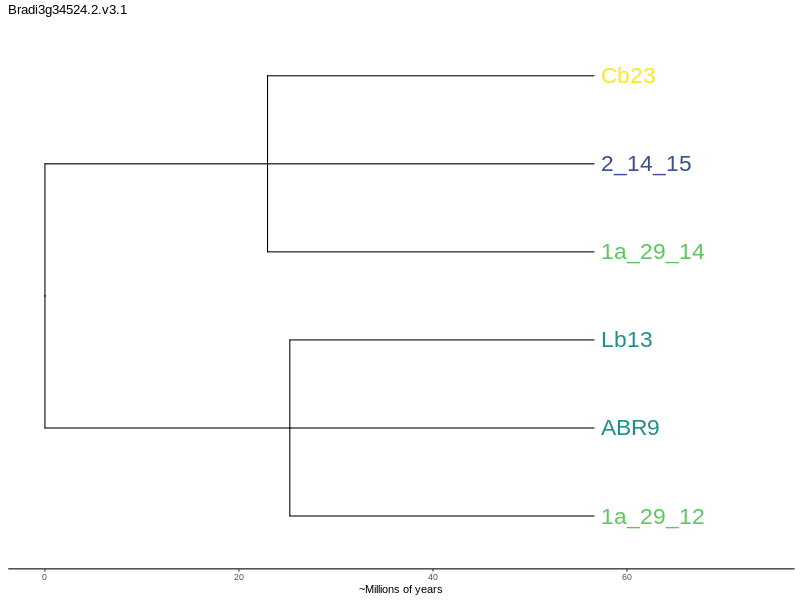 Bradi3g34524.2.v3.1
Cb23
2_14_15
1a_29_14
Lb13
ABR9
1a_29_12
0 20 40 60
~Millions of years